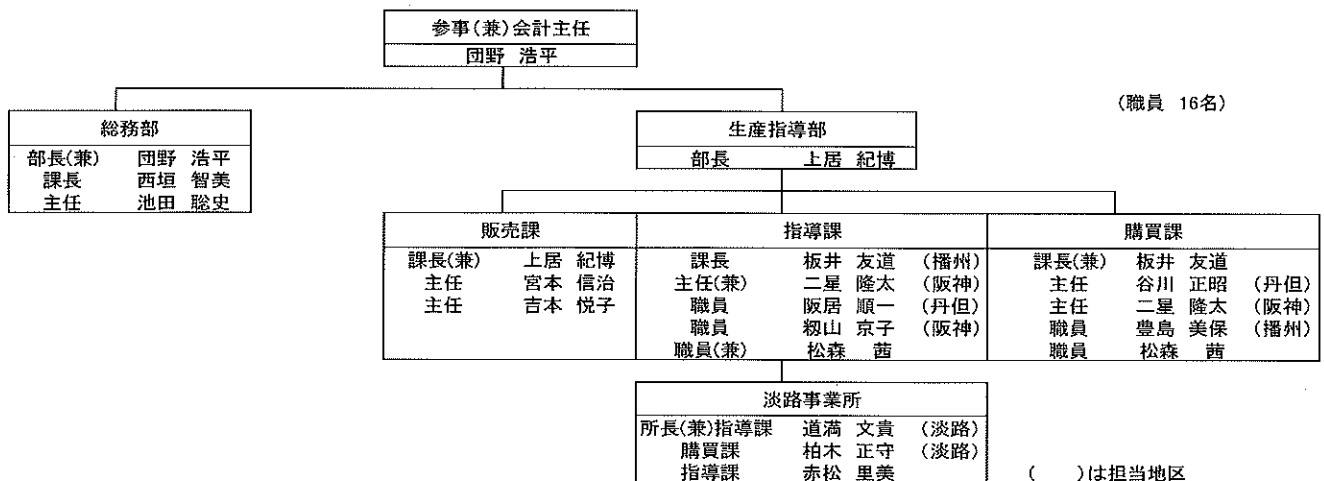 参事(兼)会計主任
団野 浩平
(職員 16名)
総務部
部長(兼) 団野 浩平
課長 西垣 智美
主任 池田 聡史
生産指導部
部長 上居 紀博
販売課
課長(兼) 上居 紀博
主任 宮本 信治
主任 吉本 悦子
指導課
課長 板井 友道 (播州)
主任(兼) 二星 隆太 (阪神)
職員 阪居 順一 (丹但)
職員 籾山 京子 (阪神)
職員(兼) 松森 茜
購買課
課長(兼) 板井 友道
主任 谷川 正昭 (丹但)
主任 二星 隆太 (阪神)
職員 豊島 美保 (播州)
職員 松森 茜
淡路事業所
所長(兼)指導課 道満 文貴 (淡路)
購買課 柏木 正守 (淡路)
指導課 赤松 里美
( )は担当地区